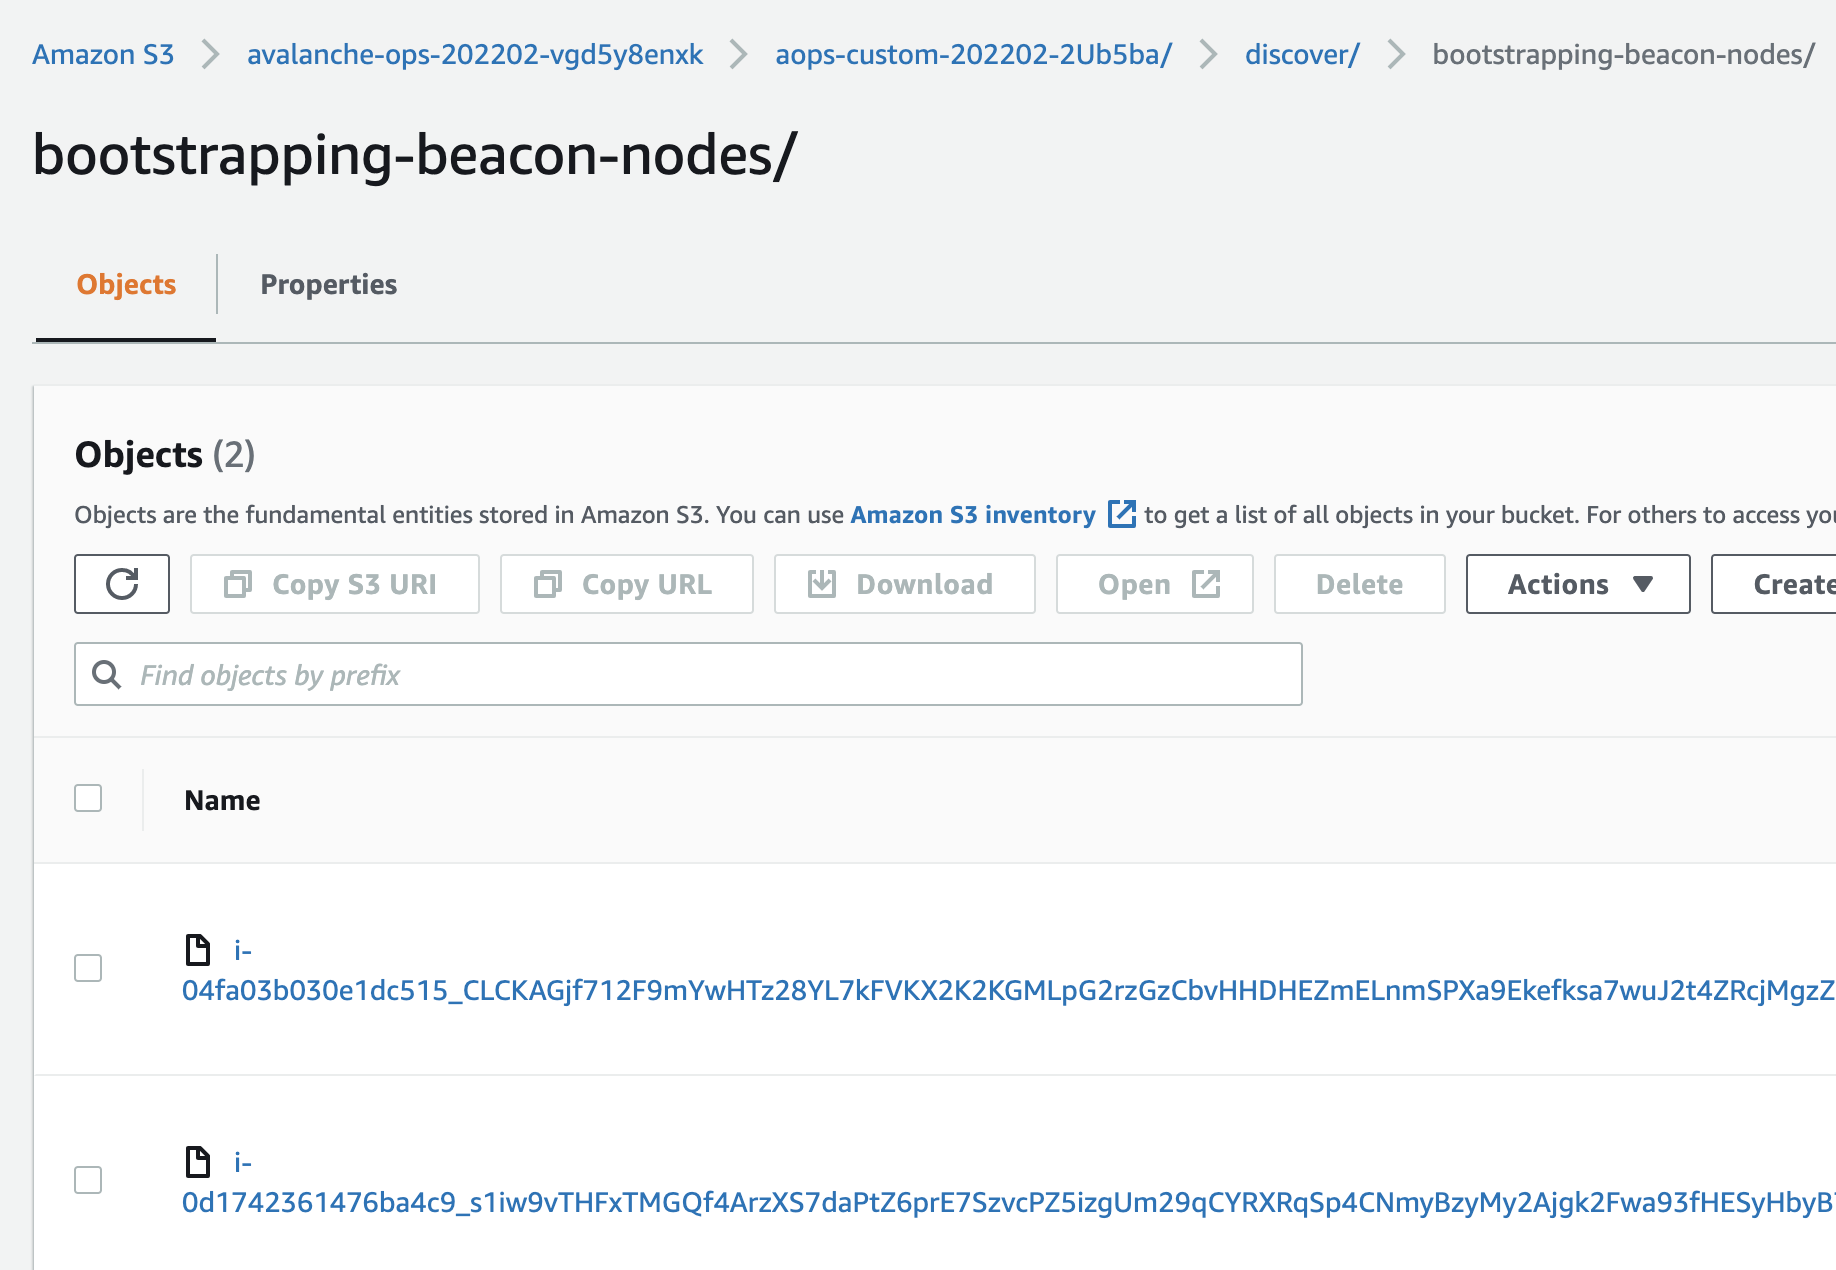 Amazon S3 > avalanche-ops-202202-vgd5y8enxk > aops-custom-202202-2Ub5ba/ > discover/ > bootstrapping-beacon-nodes/
bootstrapping-beacon-nodes/
Objects Properties
Objects (2)
Objects are the fundamental entities stored in Amazon S3. You can use Amazon S3 inventory to get a list of all objects in your bucket. For others to access
Copy S3 URI Copy URL Download Open Delete Actions Create
Find objects by prefix
Name
i-
04fa03b030e1dc515_CLCKAGjf712F9mYwHTz28YL7kFVKX2K2KGMLpG2rzGzCbvHHDHEZmELnmSPXa9Ekefksa7wuJ2t4ZRcjMgzZ
i-
0d1742361476ba4c9_s1iw9vTHFxTMGQf4ArzXS7daPtZ6prE7SzvcPZ5izgUm29qCYRXRqSp4CNmyBzyMy2Ajgk2Fwa93fHESyHbyB